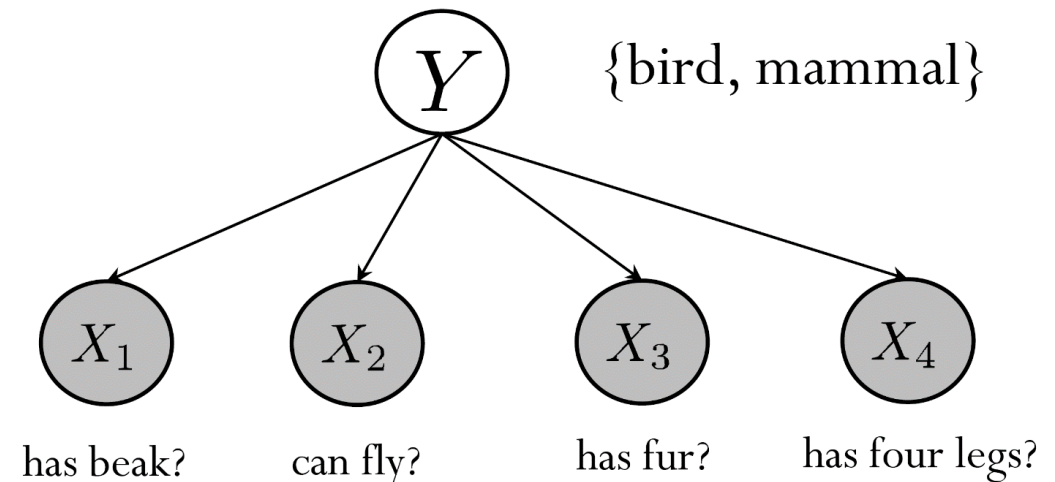 Y
{bird, mammal}
X₁
X₂
X₃
X₄
has beak?
can fly?
has fur?
has four legs?